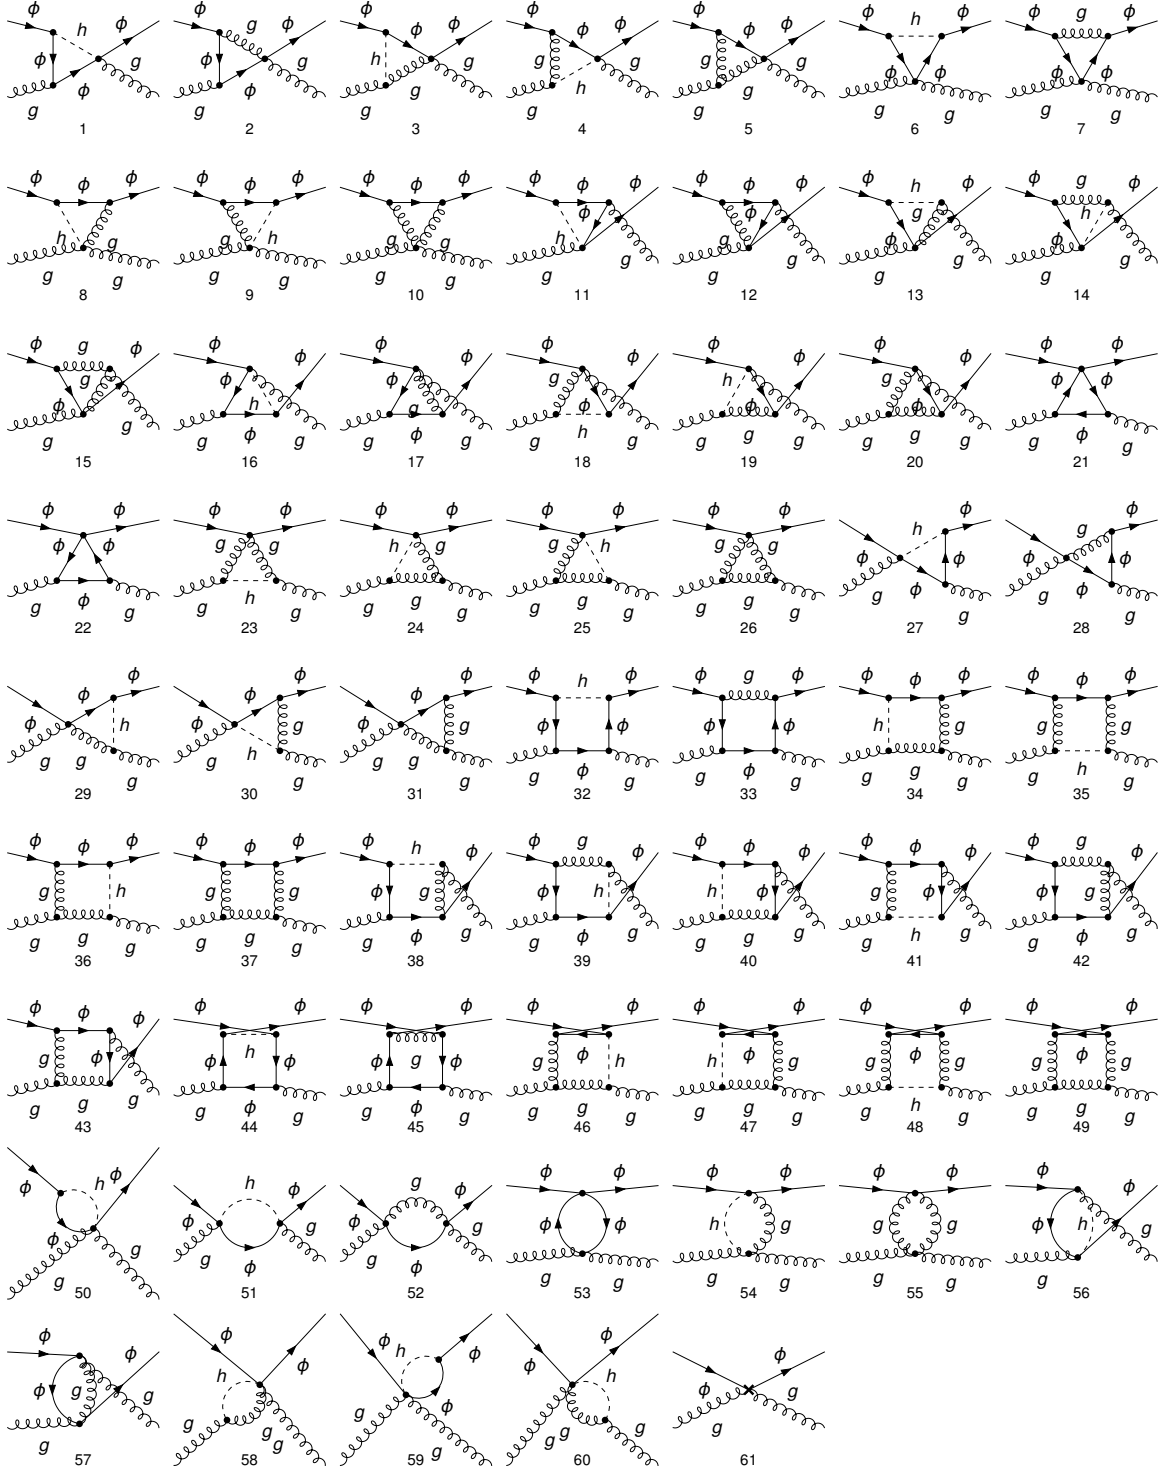 φ h φ φ g g φ
1
φ g φ φ g g φ
2
φ φ φ h g g g
3
φ φ φ g g h g
4
φ φ φ g g g g
5
φ h φ φ φ g g
6
φ g φ φ φ g g
7
φ φ φ h g g g
8
φ φ φ g h g g
9
φ φ φ g g g g
10
φ φ φ h g g
11
φ φ φ g g g
12
φ h φ g φ g g
13
φ g φ h φ g g
14
φ g φ g φ g g
15
φ φ φ h g φ g
16
φ φ φ g g φ g
17
φ φ g φ g h g
18
φ φ h φ g g g
19
φ φ g φ g g g
20
φ φ φ φ g φ g
21
φ φ φ φ g φ g
22
φ φ g g g h g
23
φ φ h g g g g
24
φ φ g h g g g
25
φ φ g g g g g
26
φ h φ φ g φ g
27
φ g φ φ g φ g
28
φ φ φ h g g g
29
φ φ φ g g h g
30
φ φ φ g g g g
31
φ h φ φ φ g φ g
32
φ g φ φ φ g φ g
33
φ φ φ h g g g g
34
φ φ φ g g g h g
35
φ φ φ g h g g g
36
φ φ φ g g g g g
37
φ h φ φ g g φ g
38
φ g φ φ h g φ g
39
φ φ φ h φ g g g
40
φ φ φ g φ g h g
41
φ g φ φ g g φ g
42
φ φ φ g φ g g g
43
φ φ h φ φ g φ g
44
φ φ g φ φ g φ g
45
φ φ g φ h g g g
46
φ φ h φ g g g g
47
φ φ g φ g g h g
48
φ φ g φ g g g g
49
φ h φ φ g g
50
φ h φ g g φ
51
φ g φ g g φ
52
φ φ φ φ g g
53
φ φ h g g g
54
φ φ g g g g
55
φ φ φ h g g
56
φ φ φ g g g
57
φ φ h g g g
58
φ h φ g φ g
59
φ φ h g g g
60
φ φ g g
61